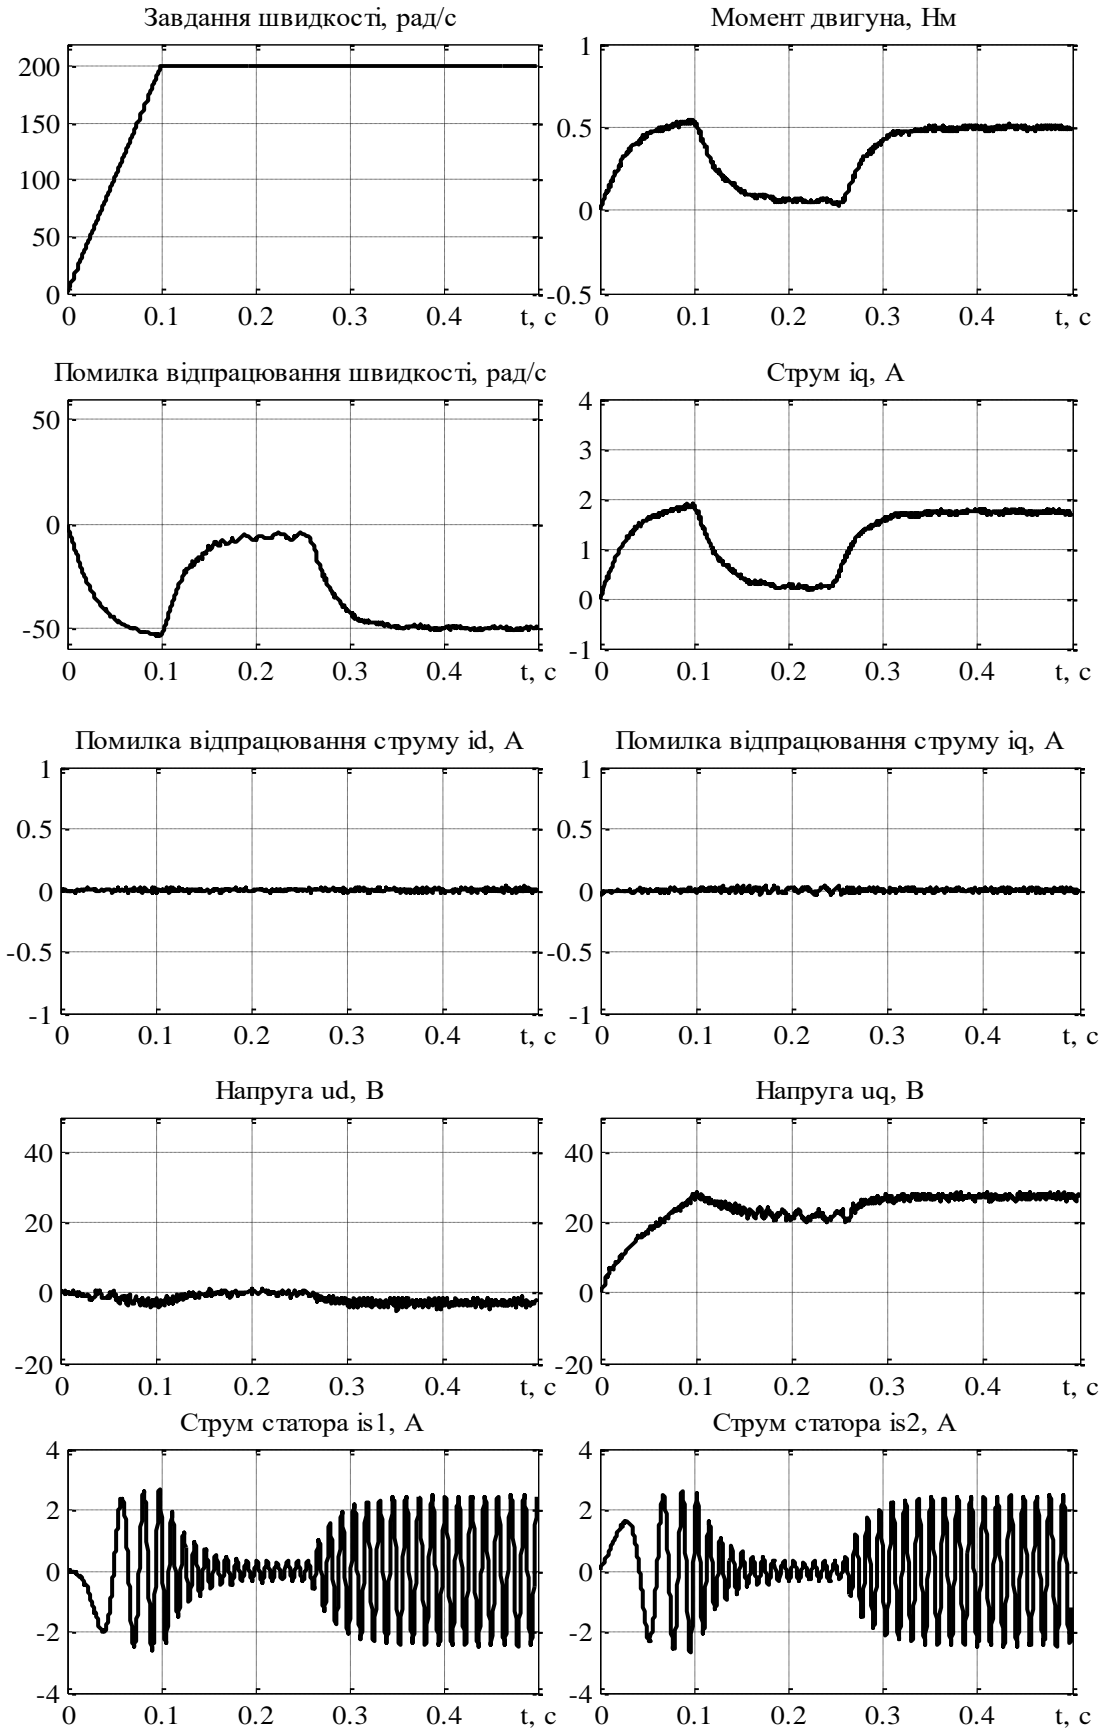 Завдання швидкості, рад/с
200
150
100
50
0
0 0.1 0.2 0.3 0.4 t, с
Момент двигуна, Нм
1
0.5
0
-0.5
0 0.1 0.2 0.3 0.4 t, с
Помилка відпрацювання швидкості, рад/с
50
0
-50
0 0.1 0.2 0.3 0.4 t, с
Струм iq, А
4
3
2
1
0
-1
0 0.1 0.2 0.3 0.4 t, с
Помилка відпрацювання струму id, А
1
0.5
0
-0.5
-1
0 0.1 0.2 0.3 0.4 t, с
Помилка відпрацювання струму iq, А
1
0.5
0
-0.5
-1
0 0.1 0.2 0.3 0.4 t, с
Напруга ud, В
40
20
0
-20
0 0.1 0.2 0.3 0.4 t, с
Напруга uq, В
40
20
0
-20
0 0.1 0.2 0.3 0.4 t, с
Струм статора is1, А
4
2
0
-2
-4
0 0.1 0.2 0.3 0.4 t, с
Струм статора is2, А
4
2
0
-2
-4
0 0.1 0.2 0.3 0.4 t, с